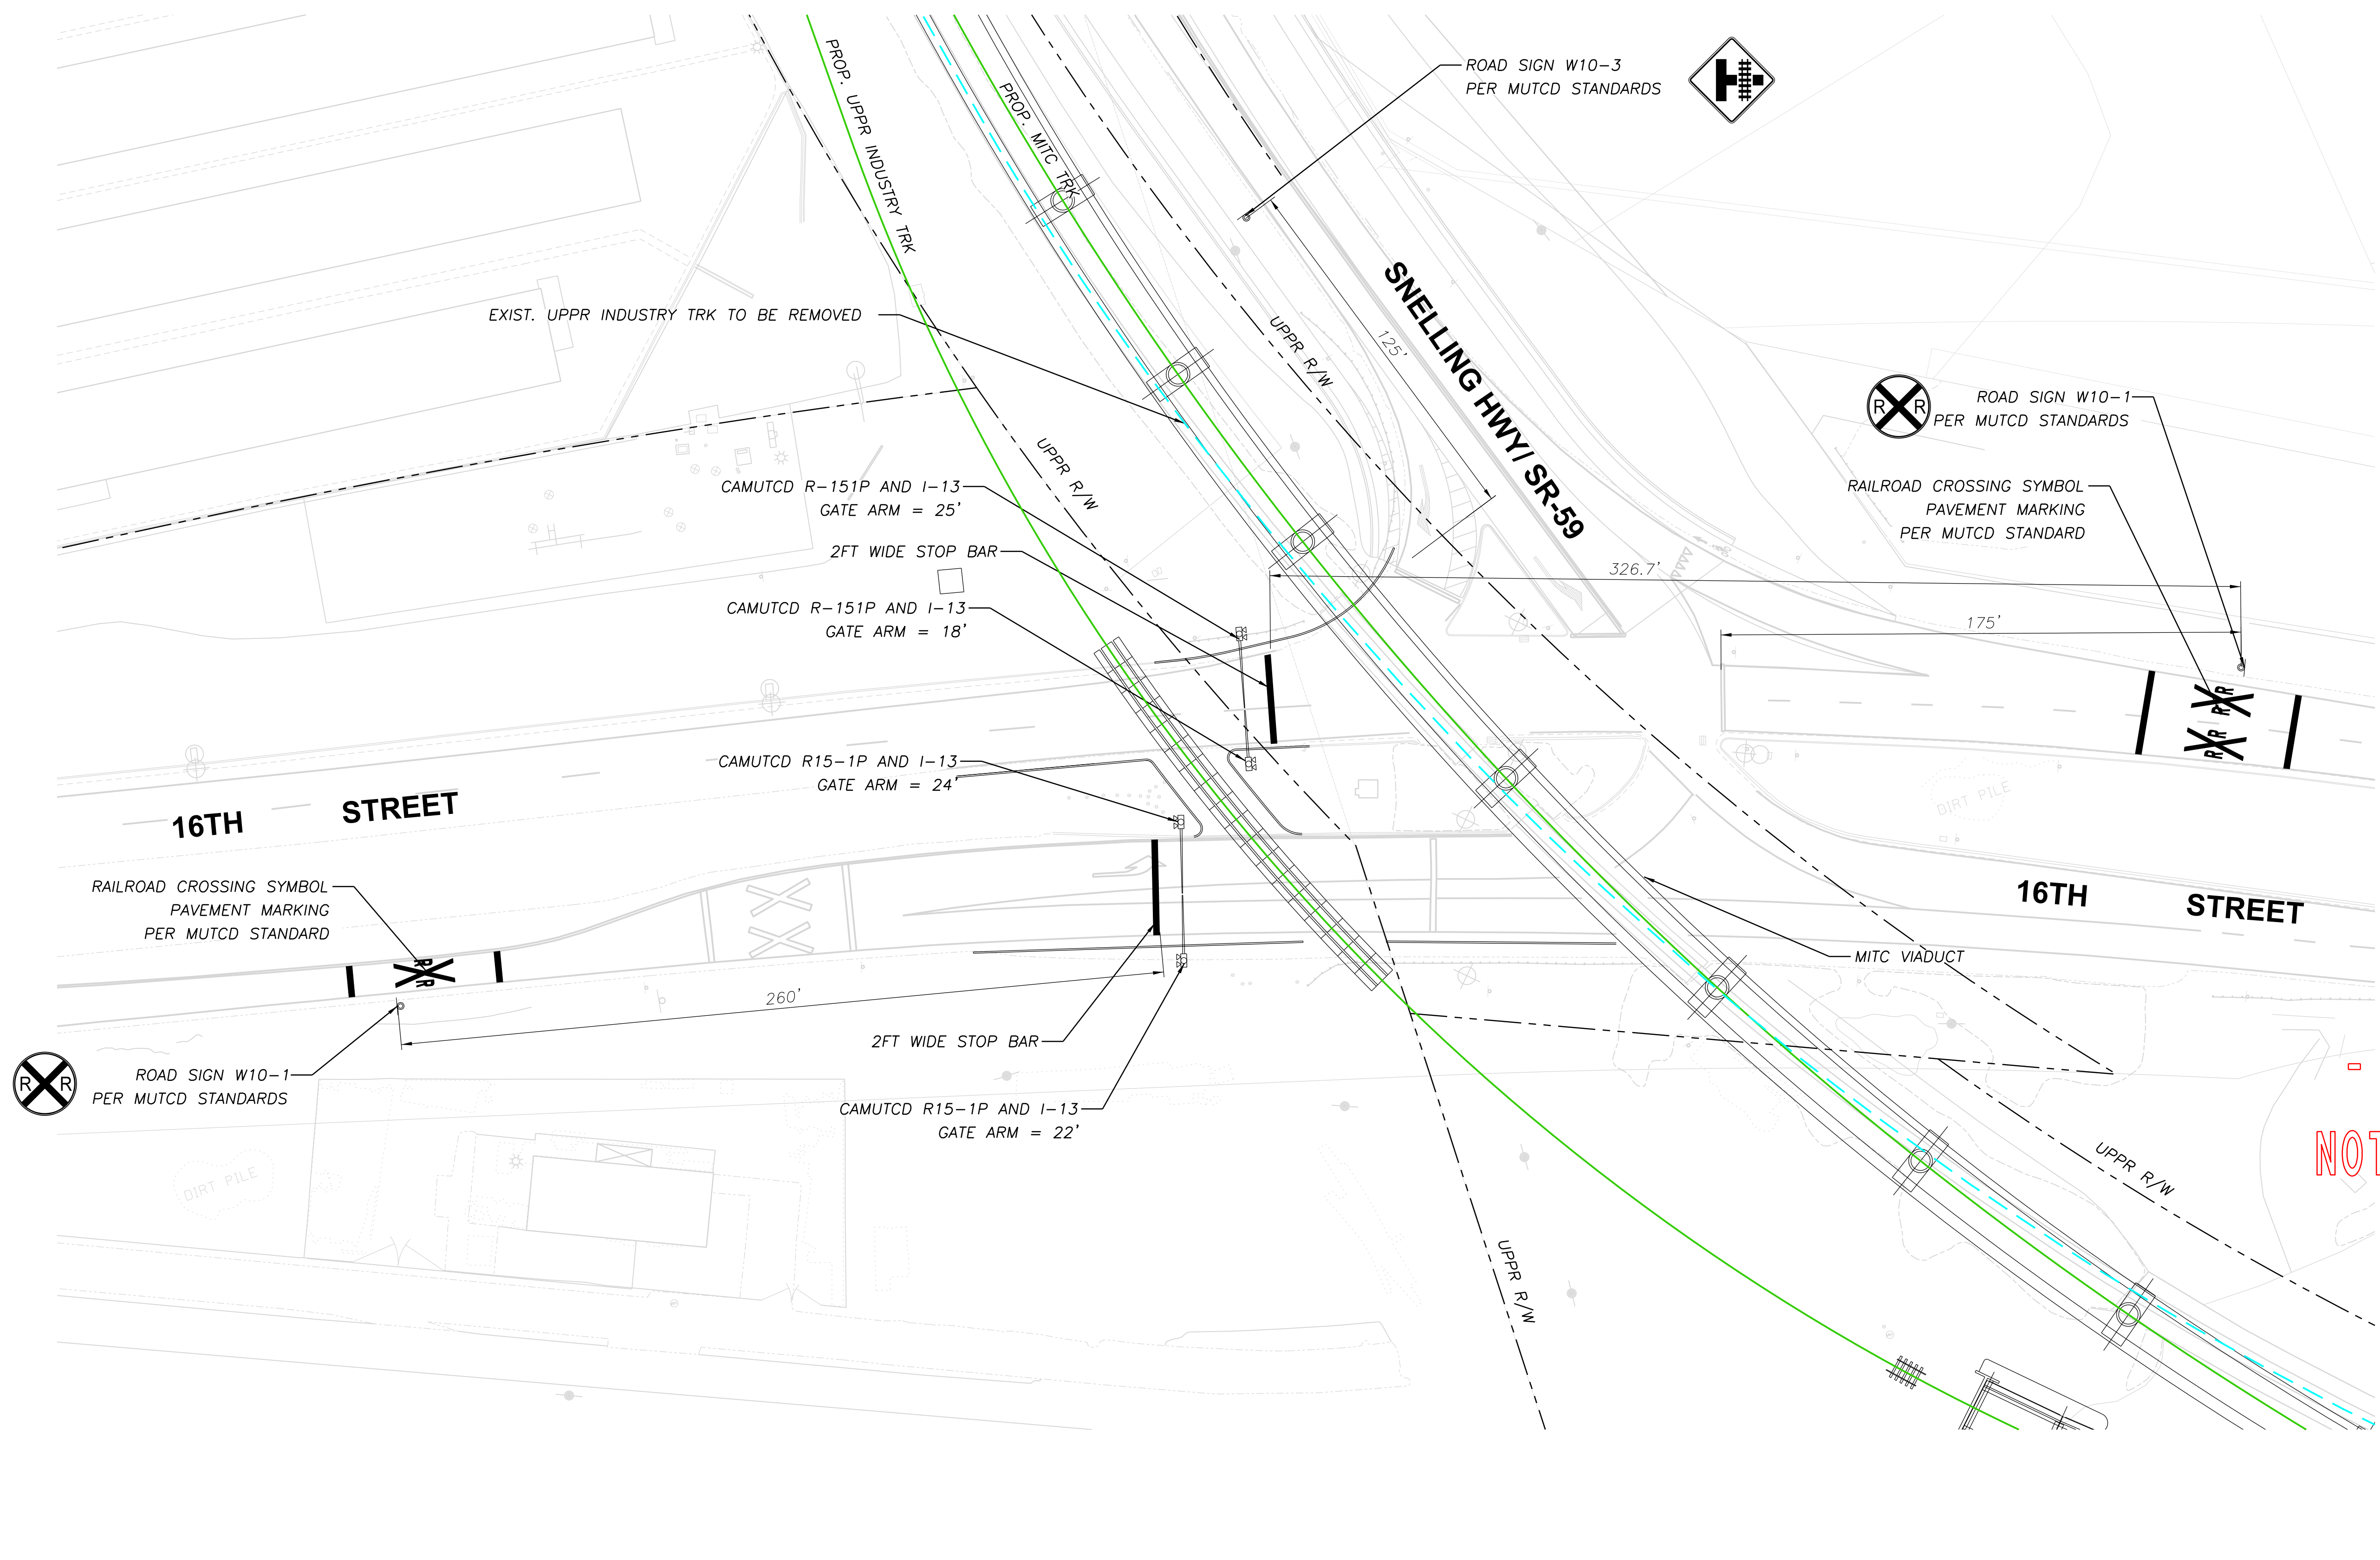 ROAD SIGN W10-3
PER MUTCD STANDARDS
PROP. UPPR INDUSTRY TRK
PROP. MITC TRK
EXIST. UPPR INDUSTRY TRK TO BE REMOVED
UPPR R/W
125'
SNELLING HWY/ SR-59
R R
ROAD SIGN W10-1
PER MUTCD STANDARDS
UPPR R/W
CAMUTCD R-151P AND I-13
GATE ARM = 25'
RAILROAD CROSSING SYMBOL
PAVEMENT MARKING
PER MUTCD STANDARD
2FT WIDE STOP BAR
326.7'
CAMUTCD R-151P AND I-13
GATE ARM = 18'
175'
R R
R R
CAMUTCD R15-1P AND I-13
GATE ARM = 24'
DIRT PILE
16TH STREET
RAILROAD CROSSING SYMBOL
PAVEMENT MARKING
PER MUTCD STANDARD
16TH STREET
R R
MITC VIADUCT
260'
2FT WIDE STOP BAR
R R
ROAD SIGN W10-1
PER MUTCD STANDARDS
CAMUTCD R15-1P AND I-13
GATE ARM = 22'
NOT
DIRT PILE
UPPR R/W
UPPR R/W